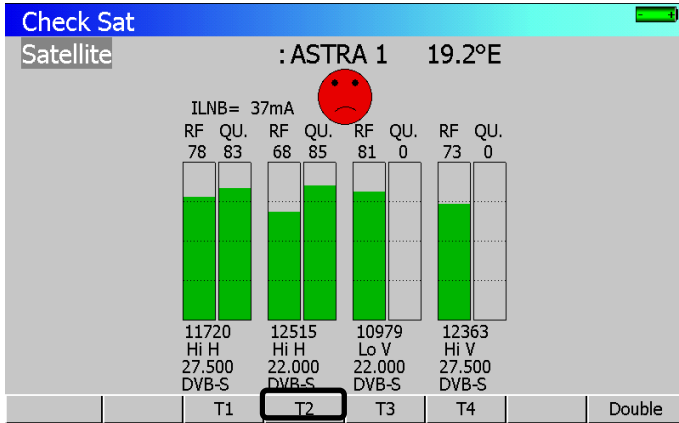 Check Sat
- +
Satellite : ASTRA 1 19.2°E
ILNB= 37mA
RF QU. RF QU. RF QU. RF QU.
78 83 68 85 81 0 73 0
11720 12515 10979 12363
Hi H Hi H Lo V Hi V
27.500 22.000 22.000 27.500
DVB-S DVB-S DVB-S DVB-S
T1 T2 T3 T4 Double